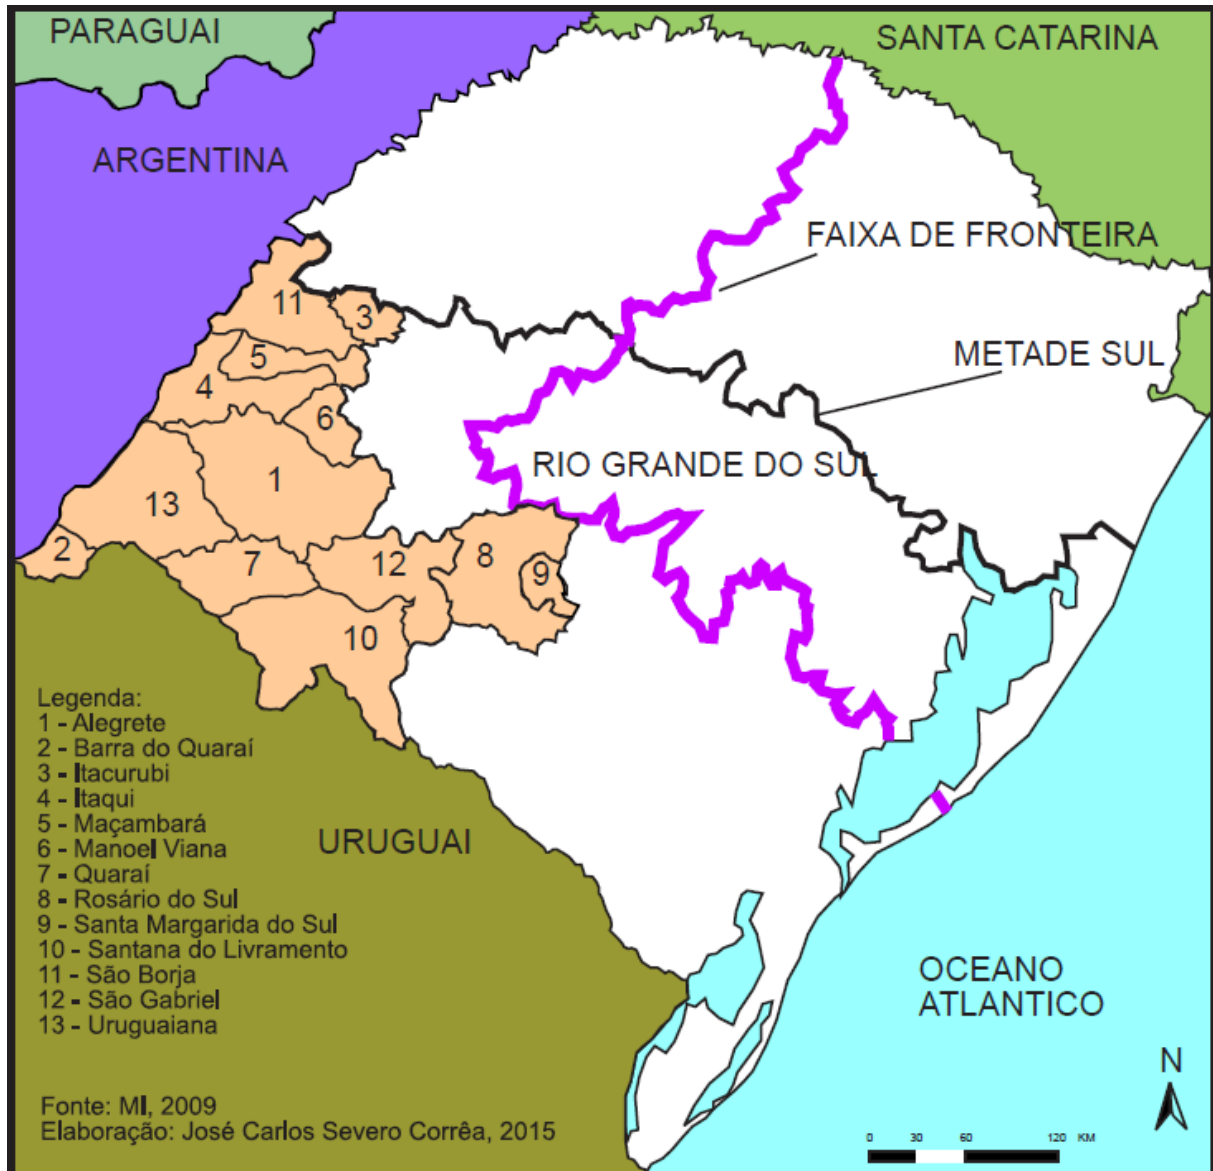 PARAGUAI
SANTA CATARINA
ARGENTINA
FAIXA DE FRONTEIRA
11
3
5
METADE SUL
4
6
RIO GRANDE DO SUL
1
13
2
7
12
8
9
10
Legenda:
1 - Alegrete
2 - Barra do Quaraí
3 - Itacurubi
4 - Itaqui
5 - Maçambará
6 - Manoel Viana
7 - Quaraí
8 - Rosário do Sul
9 - Santa Margarida do Sul
10 - Santana do Livramento
11 - São Borja
12 - São Gabriel
13 - Uruguaiana
URUGUAI
OCEANO
ATLANTICO
N
Fonte: MI, 2009
Elaboração: José Carlos Severo Corrêa, 2015
0 30 60 120 KM